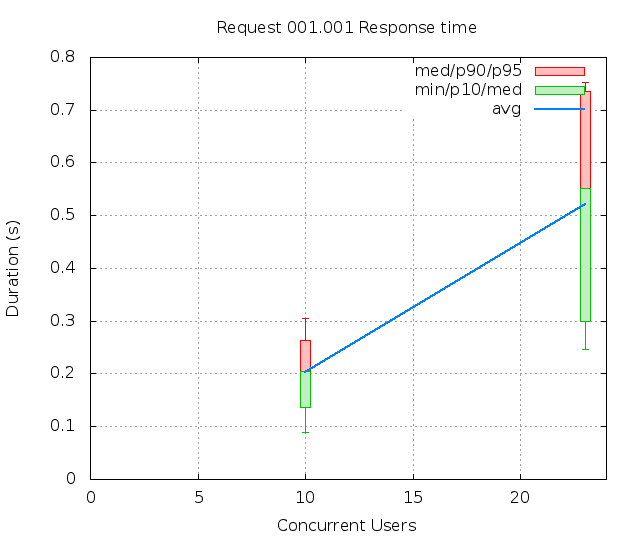 Request 001.001 Response time
med/p90/p95
min/p10/med
avg
0.8
0.7
0.6
0.5
0.4
0.3
0.2
0.1
0
Duration (s)
0 5 10 15 20
Concurrent Users